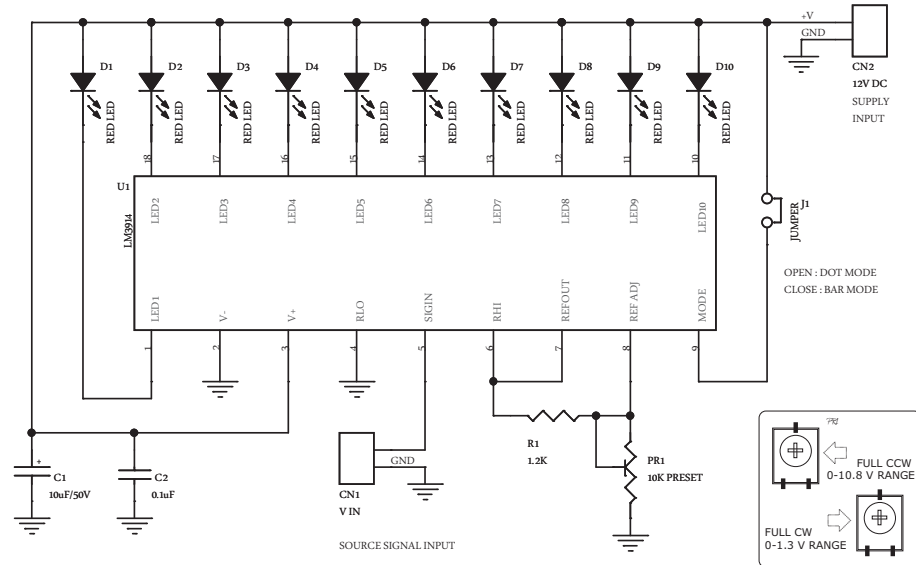 +V
GND
CN2
12V DC
SUPPLY
INPUT
D1
D2
D3
D4
D5
D6
D7
D8
D9
D10
RED LED
RED LED
RED LED
RED LED
RED LED
RED LED
RED LED
RED LED
RED LED
RED LED
18
17
16
15
14
13
12
11
10
U1
LM3914
LED2
LED3
LED4
LED5
LED6
LED7
LED8
LED9
LED10
J1
JUMPER
OPEN : DOT MODE
CLOSE : BAR MODE
LED1
V-
V+
RLO
SIGIN
RHI
REFOUT
REF ADJ
MODE
1
2
3
4
5
6
7
8
9
+
C1
10uF/50V
C2
0.1uF
GND
CN1
V IN
SOURCE SIGNAL INPUT
R1
1.2K
PR1
10K PRESET
FULL CCW
0-10.8 V RANGE
FULL CW
0-1.3 V RANGE